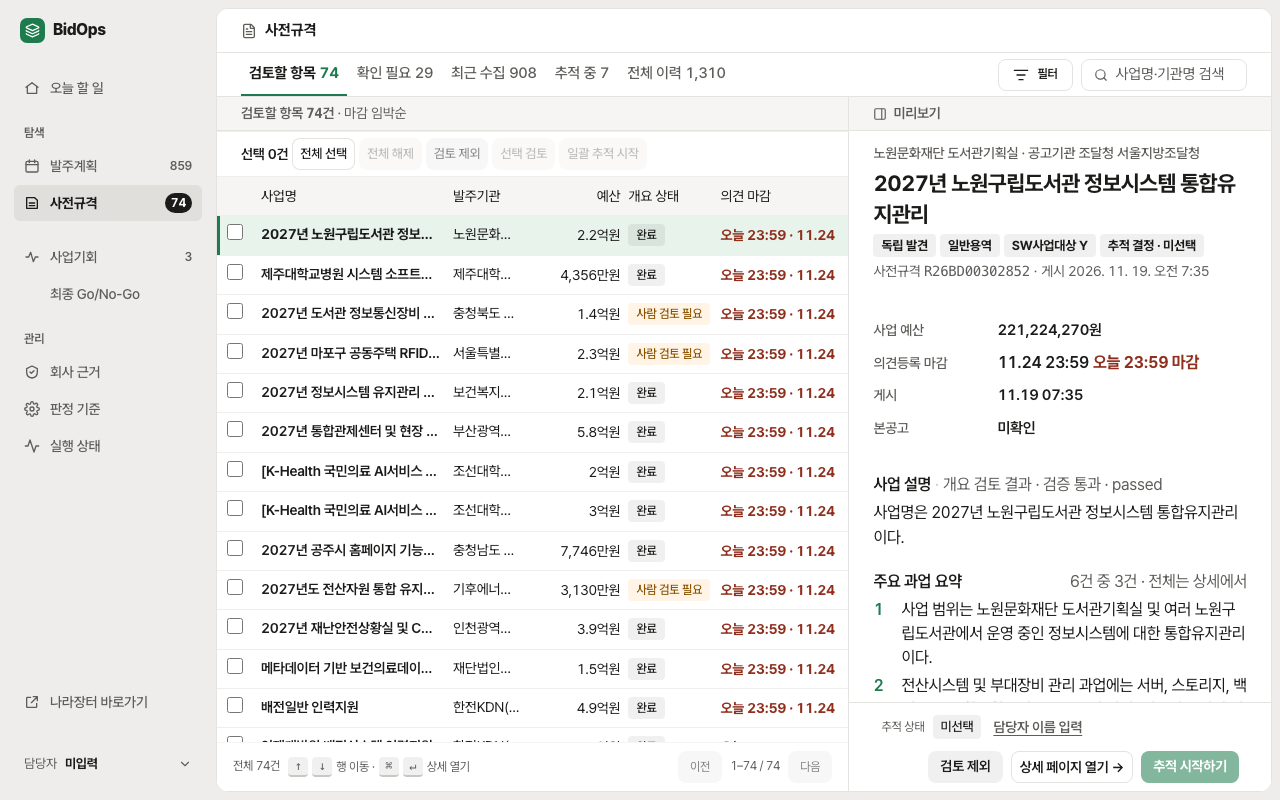 BidOps
오늘 할 일
탐색
발주계획 859
사전규격 74
사업기회 3
최종 Go/No-Go
관리
회사 근거
판정 기준
실행 상태
나라장터 바로가기
담당자 미입력
사전규격
검토할 항목 74 확인 필요 29 최근 수집 908 추적 중 7 전체 이력 1,310
필터
사업명·기관명 검색
검토할 항목 74건 · 마감 임박순
선택 0건 전체 선택 전체 해제 검토 제외 선택 검토 일괄 추적 시작
사업명 발주기관 예산 개요 상태 의견 마감
2027년 노원구립도서관 정보... 노원문화... 2.2억원 완료 오늘 23:59 · 11.24
제주대학교병원 시스템 소프트... 제주대학... 4,356만원 완료 오늘 23:59 · 11.24
2027년 도서관 정보통신장비 ... 충청북도 ... 1.4억원 사람 검토 필요 오늘 23:59 · 11.24
2027년 마포구 공동주택 RFID... 서울특별... 2.3억원 사람 검토 필요 오늘 23:59 · 11.24
2027년 정보시스템 유지관리 ... 보건복지... 2.1억원 완료 오늘 23:59 · 11.24
2027년 통합관제센터 및 현장 ... 부산광역... 5.8억원 완료 오늘 23:59 · 11.24
[K-Health 국민의료 AI서비스 ... 조선대학... 2억원 완료 오늘 23:59 · 11.24
[K-Health 국민의료 AI서비스 ... 조선대학... 3억원 완료 오늘 23:59 · 11.24
2027년 공주시 홈페이지 기능... 충청남도 ... 7,746만원 완료 오늘 23:59 · 11.24
2027년도 전산자원 통합 유지... 기후에너... 3,130만원 사람 검토 필요 오늘 23:59 · 11.24
2027년 재난안전상황실 및 C... 인천광역... 3.9억원 완료 오늘 23:59 · 11.24
메타데이터 기반 보건의료데이... 재단법인... 1.5억원 완료 오늘 23:59 · 11.24
배전일반 인력지원 한전KDN(... 4.9억원 완료 오늘 23:59 · 11.24
전체 74건 ↑ ↓ 행 이동 · ⌘ ↵ 상세 열기
이전 1–74 / 74 다음
미리보기
노원문화재단 도서관기획실 · 공고기관 조달청 서울지방조달청
2027년 노원구립도서관 정보시스템 통합유
지관리
독립 발견 일반용역 SW사업대상 Y 추적 결정 · 미선택
사전규격 R26BD00302852 · 게시 2026. 11. 19. 오전 7:35
사업 예산 221,224,270원
의견등록 마감 11.24 23:59 오늘 23:59 마감
게시 11.19 07:35
본공고 미확인
사업 설명 · 개요 검토 결과 · 검증 통과 · passed
사업명은 2027년 노원구립도서관 정보시스템 통합유지관리
이다.
주요 과업 요약 6건 중 3건 · 전체는 상세에서
1 사업 범위는 노원문화재단 도서관기획실 및 여러 노원구
립도서관에서 운영 중인 정보시스템에 대한 통합유지관리
이다.
2 전산시스템 및 부대장비 관리 과업에는 서버, 스토리지, 백
추적 상태 미선택 담당자 이름 입력
검토 제외 상세 페이지 열기 → 추적 시작하기